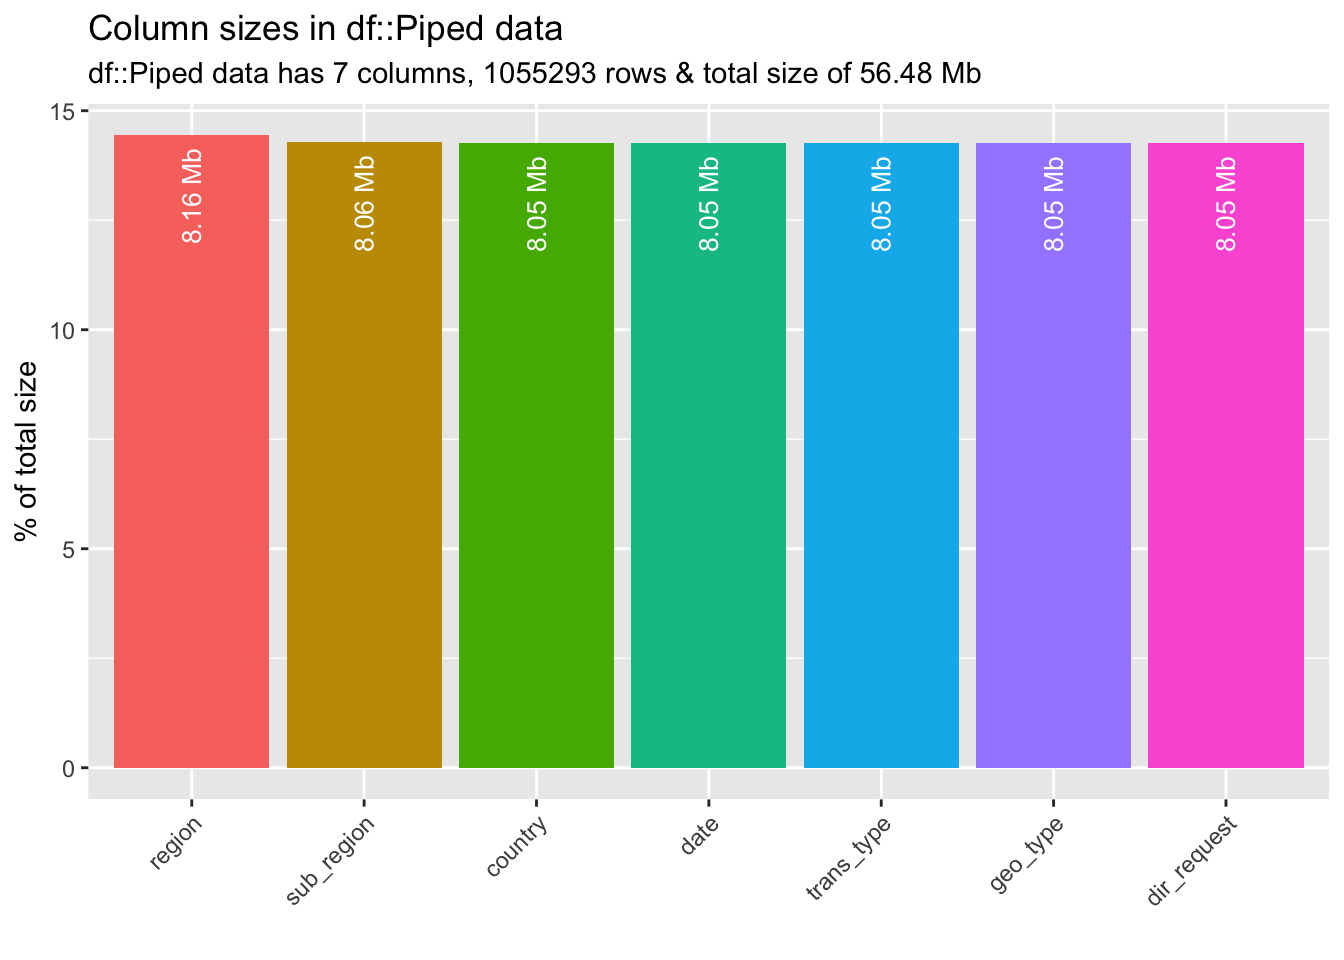 Column sizes in df::Piped data
df::Piped data has 7 columns, 1055293 rows & total size of 56.48 Mb
% of total size
15
10
5
0
8.16 Mb
8.06 Mb
8.05 Mb
8.05 Mb
8.05 Mb
8.05 Mb
8.05 Mb
region
sub_region
country
date
trans_type
geo_type
dir_request